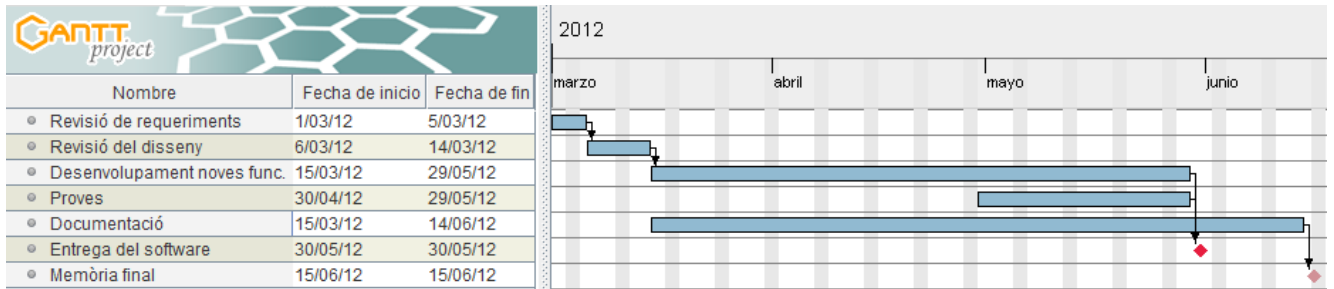 GANTT
project
2012
marzo abril mayo junio
Nombre Fecha de inicio Fecha de fin
Revisió de requeriments 1/03/12 5/03/12
Revisió del disseny 6/03/12 14/03/12
Desenvolupament noves func. 15/03/12 29/05/12
Proves 30/04/12 29/05/12
Documentació 15/03/12 14/06/12
Entrega del software 30/05/12 30/05/12
Memòria final 15/06/12 15/06/12